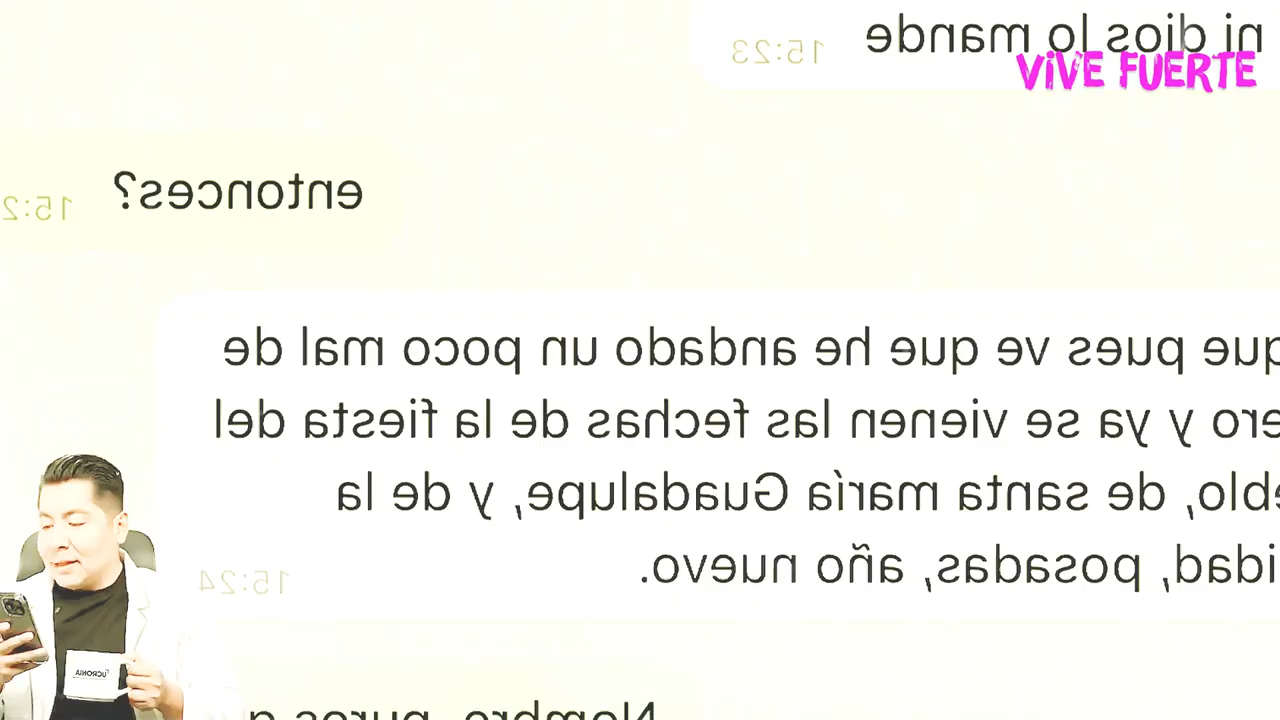 ni dios lo mande
15:23
VIVE FUERTE
entonces?
que pues ve que he andado un poco mal de
ero y ya se vienen las fechas de la fiesta del
eblo, de santa maría Guadalupe, y de la
idad, posadas, año nuevo.
15:24
UCRONIA